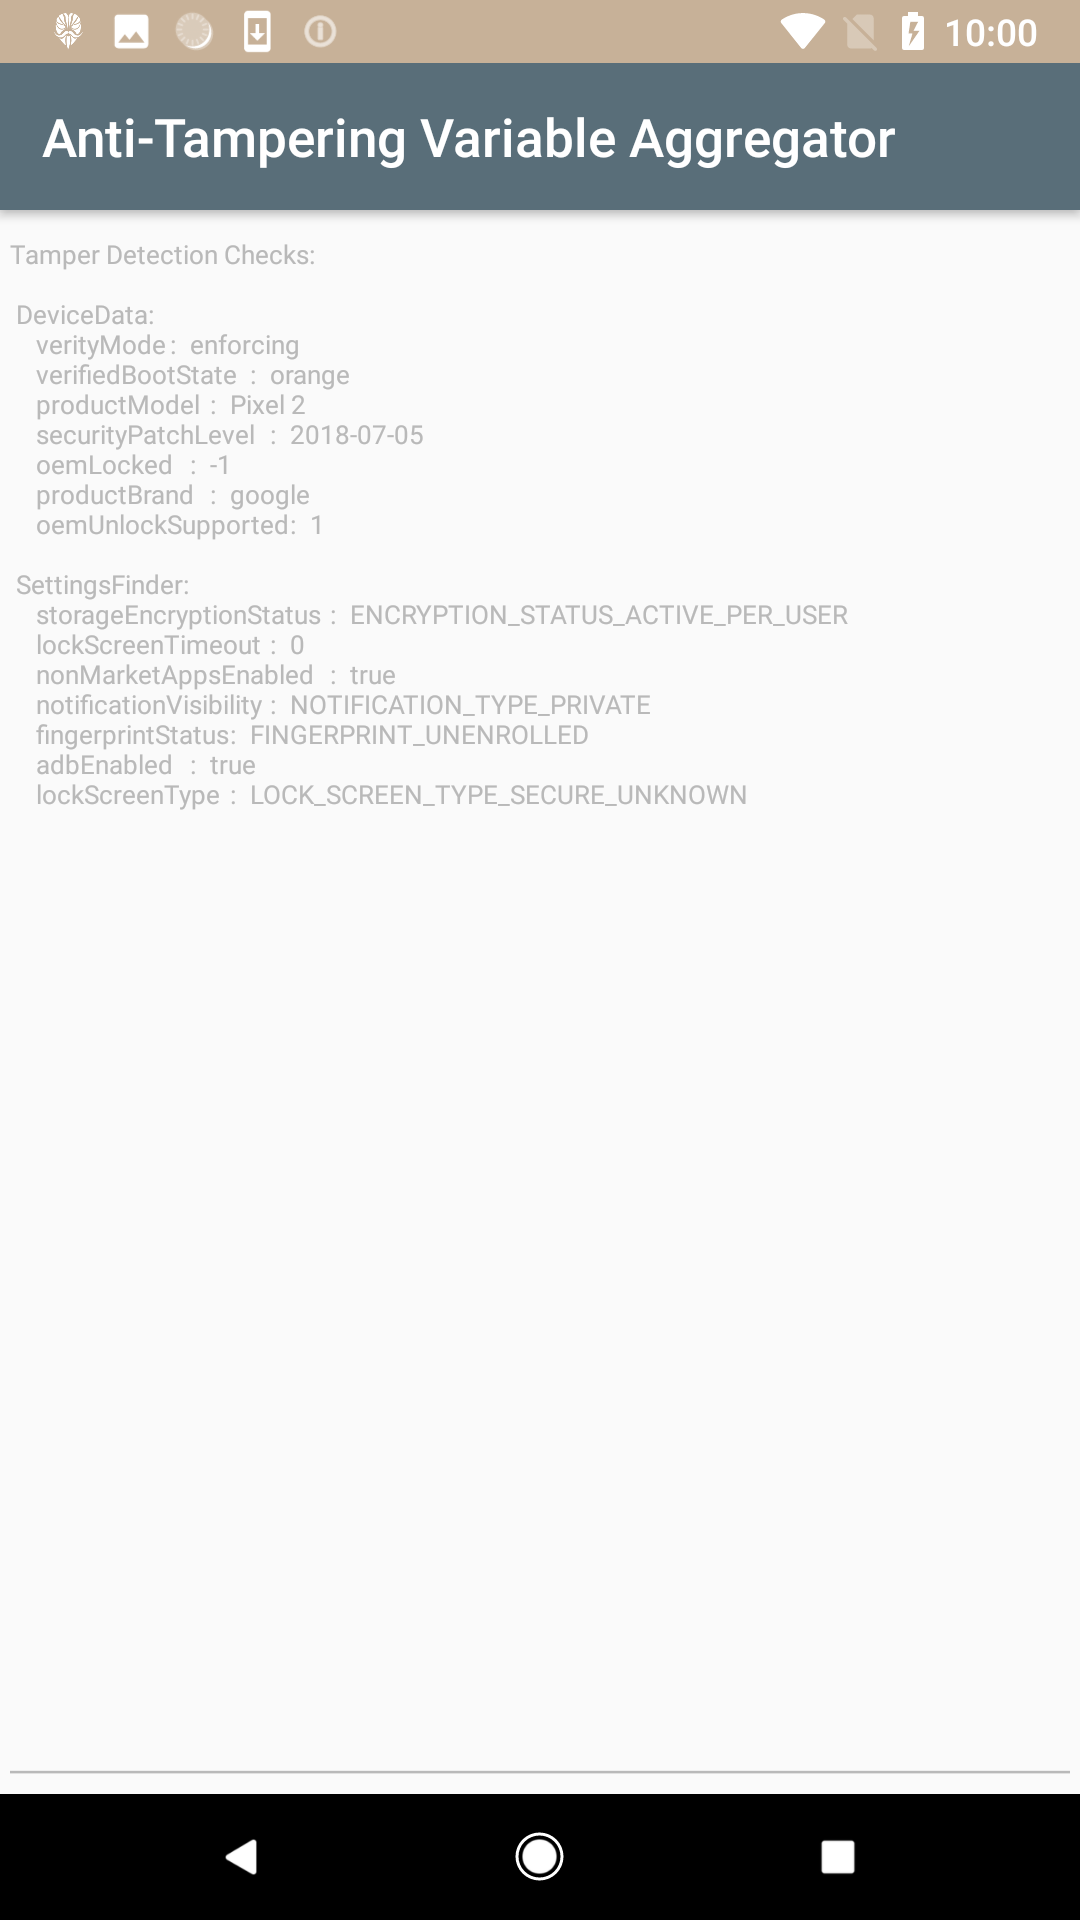 10:00
Anti-Tampering Variable Aggregator
Tamper Detection Checks:
DeviceData:
verityMode : enforcing
verifiedBootState : orange
productModel : Pixel 2
securityPatchLevel : 2018-07-05
oemLocked : -1
productBrand : google
oemUnlockSupported: 1
SettingsFinder:
storageEncryptionStatus : ENCRYPTION_STATUS_ACTIVE_PER_USER
lockScreenTimeout : 0
nonMarketAppsEnabled : true
notificationVisibility : NOTIFICATION_TYPE_PRIVATE
fingerprintStatus: FINGERPRINT_UNENROLLED
adbEnabled : true
lockScreenType : LOCK_SCREEN_TYPE_SECURE_UNKNOWN